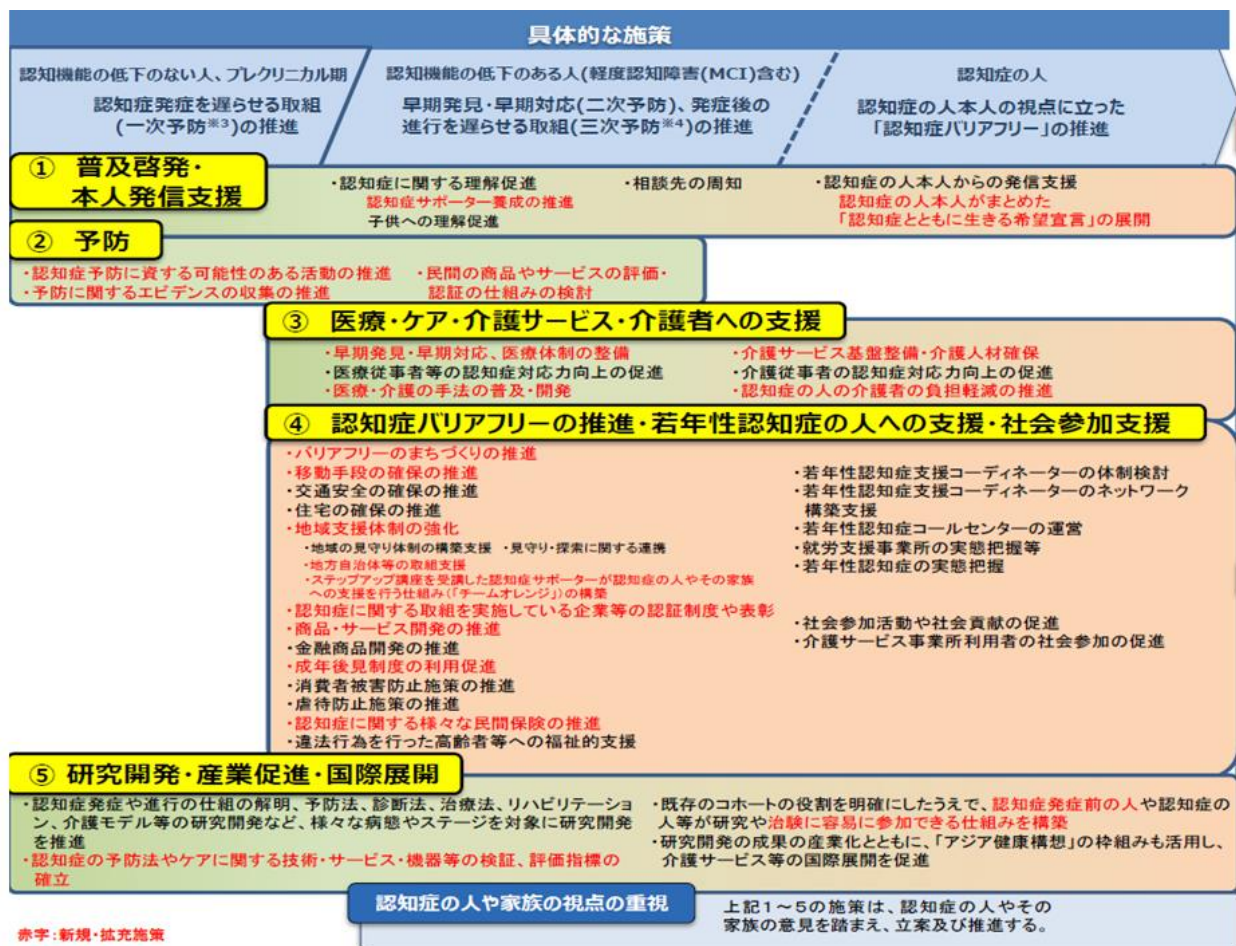 具体的な施策
認知機能の低下のない人、プレクリニカル期
認知症発症を遅らせる取組
(一次予防※3)の推進
認知機能の低下のある人(軽度認知障害(MCI)含む)
早期発見・早期対応(二次予防)、発症後の
進行を遅らせる取組(三次予防※4)の推進
認知症の人
認知症の人本人の視点に立った
「認知症バリアフリー」の推進
① 普及啓発・
本人発信支援
・認知症に関する理解促進
認知症サポーター養成の推進
子供への理解促進
・相談先の周知
・認知症の人本人からの発信支援
認知症の人本人がまとめた
「認知症とともに生きる希望宣言」の展開
② 予防
・認知症予防に資する可能性のある活動の推進
・予防に関するエビデンスの収集の推進
・民間の商品やサービスの評価・
認証の仕組みの検討
③ 医療・ケア・介護サービス・介護者への支援
・早期発見・早期対応、医療体制の整備
・医療従事者等の認知症対応力向上の促進
・医療・介護の手法の普及・開発
・介護サービス基盤整備・介護人材確保
・介護従事者の認知症対応力向上の促進
・認知症の人の介護者の負担軽減の推進
④ 認知症バリアフリーの推進・若年性認知症の人への支援・社会参加支援
・バリアフリーのまちづくりの推進
・移動手段の確保の推進
・交通安全の確保の推進
・住宅の確保の推進
・地域支援体制の強化
・地域の見守り体制の構築支援 ・見守り・探索に関する連携
・地方自治体等の取組支援
・ステップアップ講座を受講した認知症サポーターが認知症の人やその家族
への支援を行う仕組み(「チームオレンジ」)の構築
・認知症に関する取組を実施している企業等の認証制度や表彰
・商品・サービス開発の推進
・金融商品開発の推進
・成年後見制度の利用促進
・消費者被害防止施策の推進
・虐待防止施策の推進
・認知症に関する様々な民間保険の推進
・違法行為を行った高齢者等への福祉的支援
・若年性認知症支援コーディネーターの体制検討
・若年性認知症支援コーディネーターのネットワーク
構築支援
・若年性認知症コールセンターの運営
・就労支援事業所の実態把握等
・若年性認知症の実態把握
・社会参加活動や社会貢献の促進
・介護サービス事業所利用者の社会参加の促進
⑤ 研究開発・産業促進・国際展開
・認知症発症や進行の仕組の解明、予防法、診断法、治療法、リハビリテーショ
ン、介護モデル等の研究開発など、様々な病態やステージを対象に研究開発
を推進
・認知症の予防法やケアに関する技術・サービス・機器等の検証、評価指標の
確立
・既存のコホートの役割を明確にしたうえで、認知症発症前の人や認知症の
人等が研究や治験に容易に参加できる仕組みを構築
・研究開発の成果の産業化とともに、「アジア健康構想」の枠組みも活用し、
介護サービス等の国際展開を促進
認知症の人や家族の視点の重視
上記1~5の施策は、認知症の人やその
家族の意見を踏まえ、立案及び推進する。
赤字:新規・拡充施策